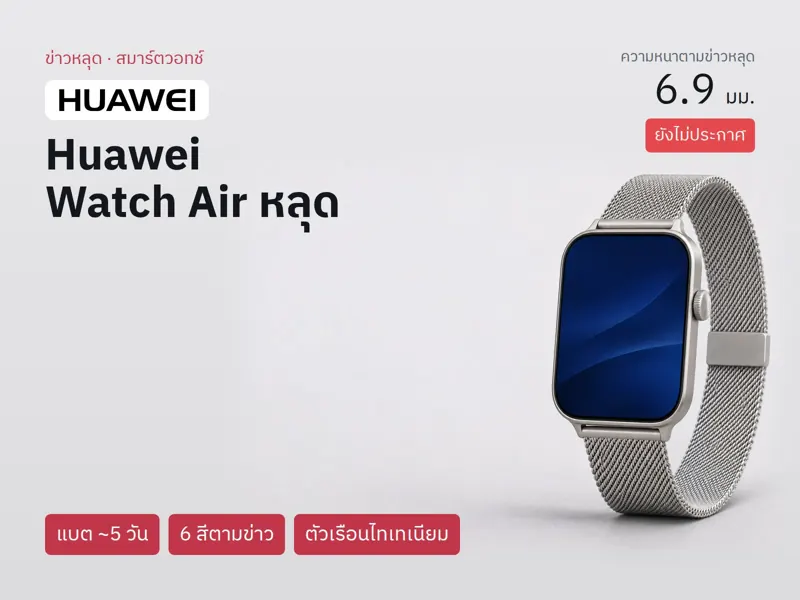 ข่าวหลุด · สมาร์ตวอทช์
HUAWEI
Huawei
Watch Air หลุด
ความหนาตามข่าวหลุด
6.9 มม.
ยังไม่ประกาศ
แบต ~5 วัน
6 สีตามข่าว
ตัวเรือนไทเทเนียม